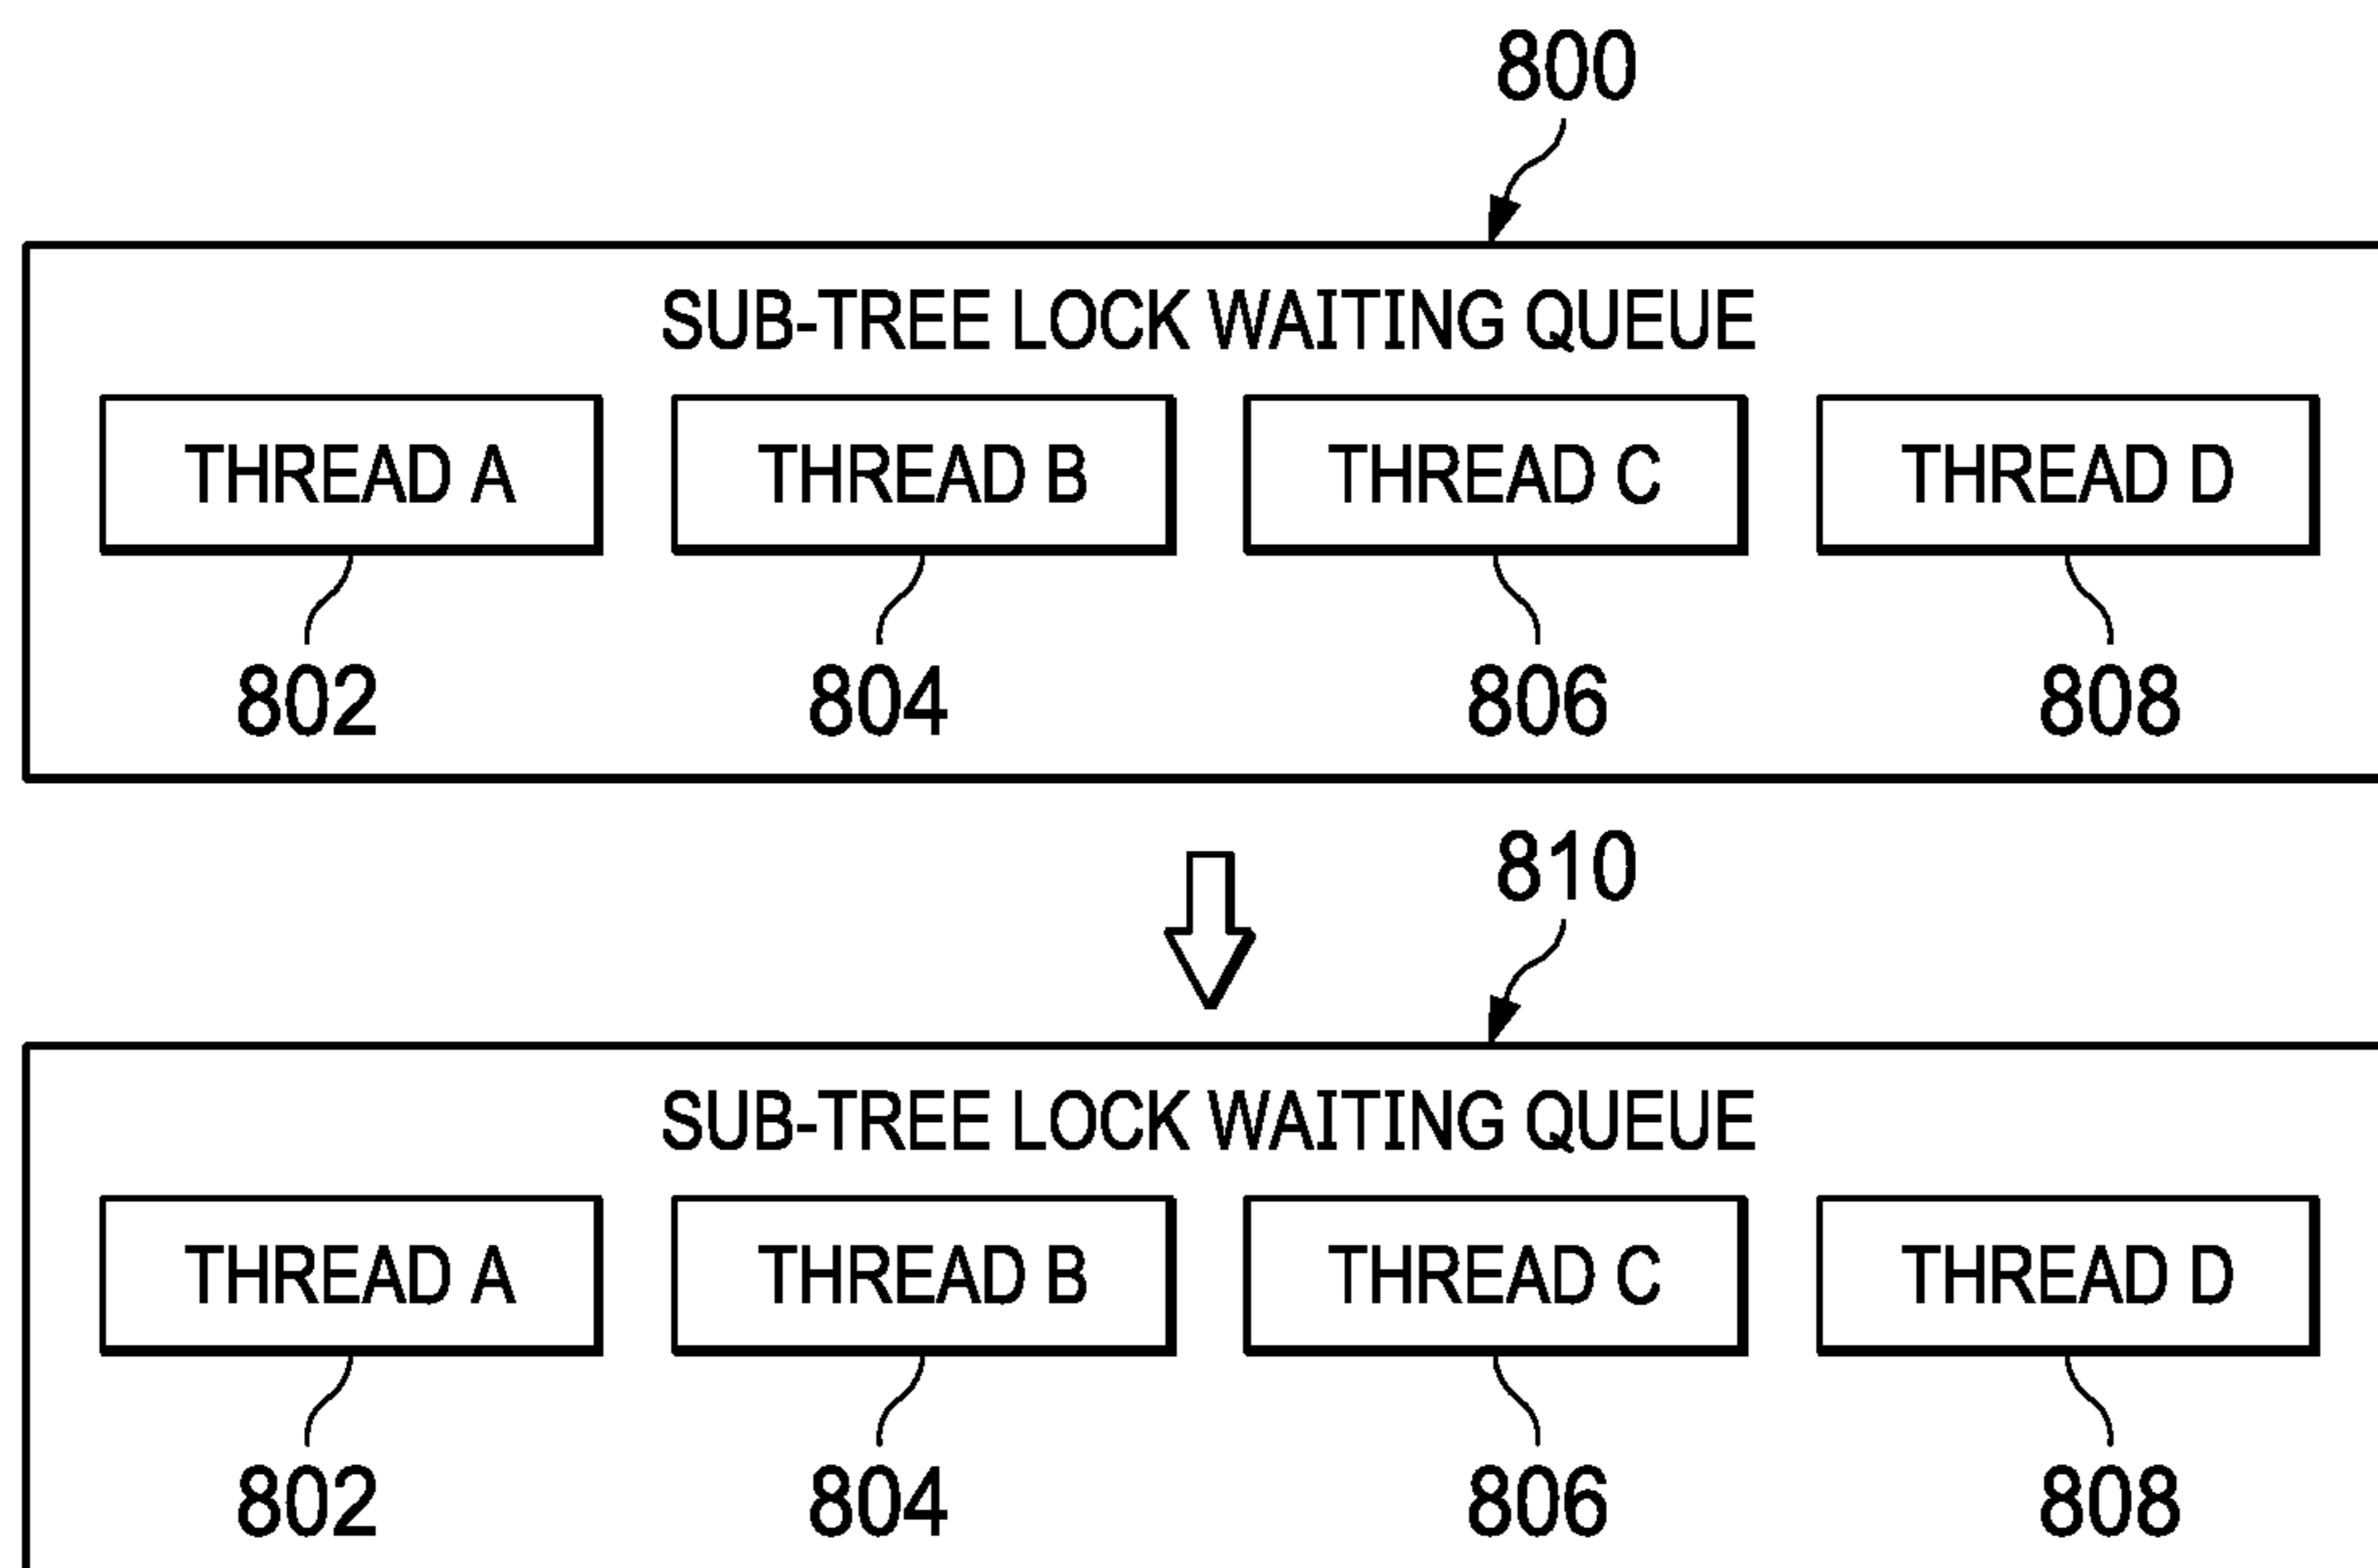 800
SUB-TREE LOCK WAITING QUEUE
THREAD A THREAD B THREAD C THREAD D
802 804 806 808
810
SUB-TREE LOCK WAITING QUEUE
THREAD A THREAD B THREAD C THREAD D
802 804 806 808